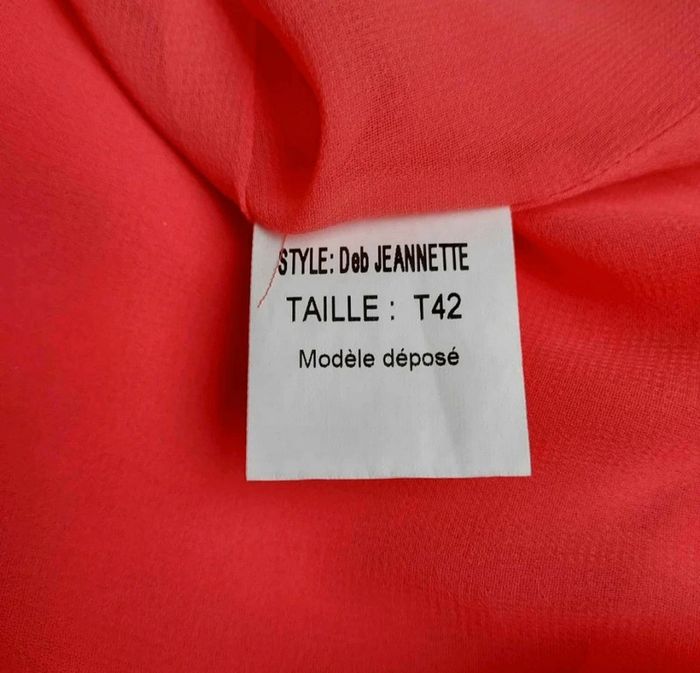 STYLE: Deb JEANNETTE
TAILLE : T42
Modèle déposé